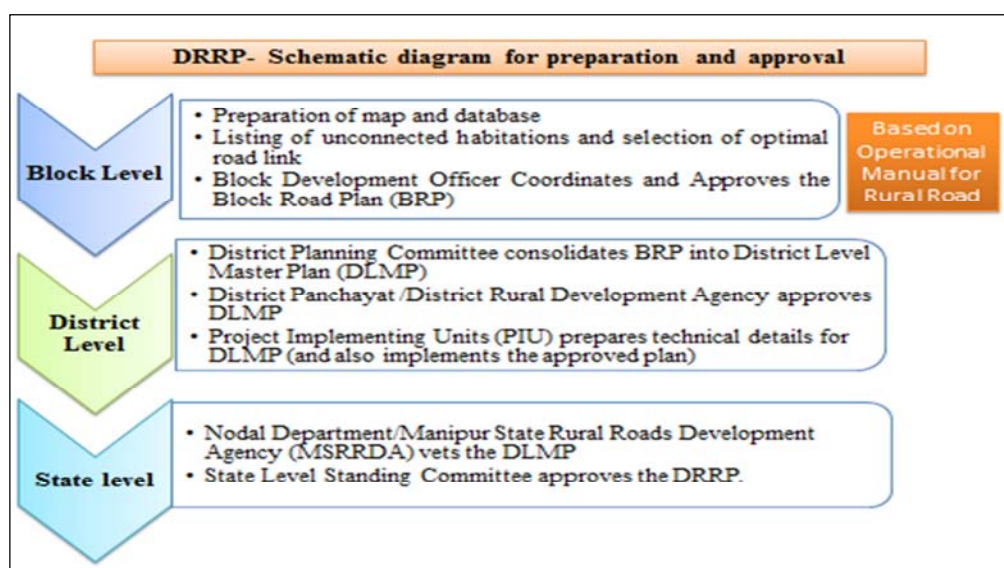 DRRP- Schematic diagram for preparation and approval
Block Level
• Preparation of map and database
• Listing of unconnected habitations and selection of optimal
road link
• Block Development Officer Coordinates and Approves the
Block Road Plan (BRP)
Based on
Operational
Manual for
Rural Road
District
Level
• District Planning Committee consolidates BRP into District Level
Master Plan (DLMP)
• District Panchayat /District Rural Development Agency approves
DLMP
• Project Implementing Units (PIU) prepares technical details for
DLMP (and also implements the approved plan)
State level
• Nodal Department/Manipur State Rural Roads Development
Agency (MSRRDA) vets the DLMP
• State Level Standing Committee approves the DRRP.